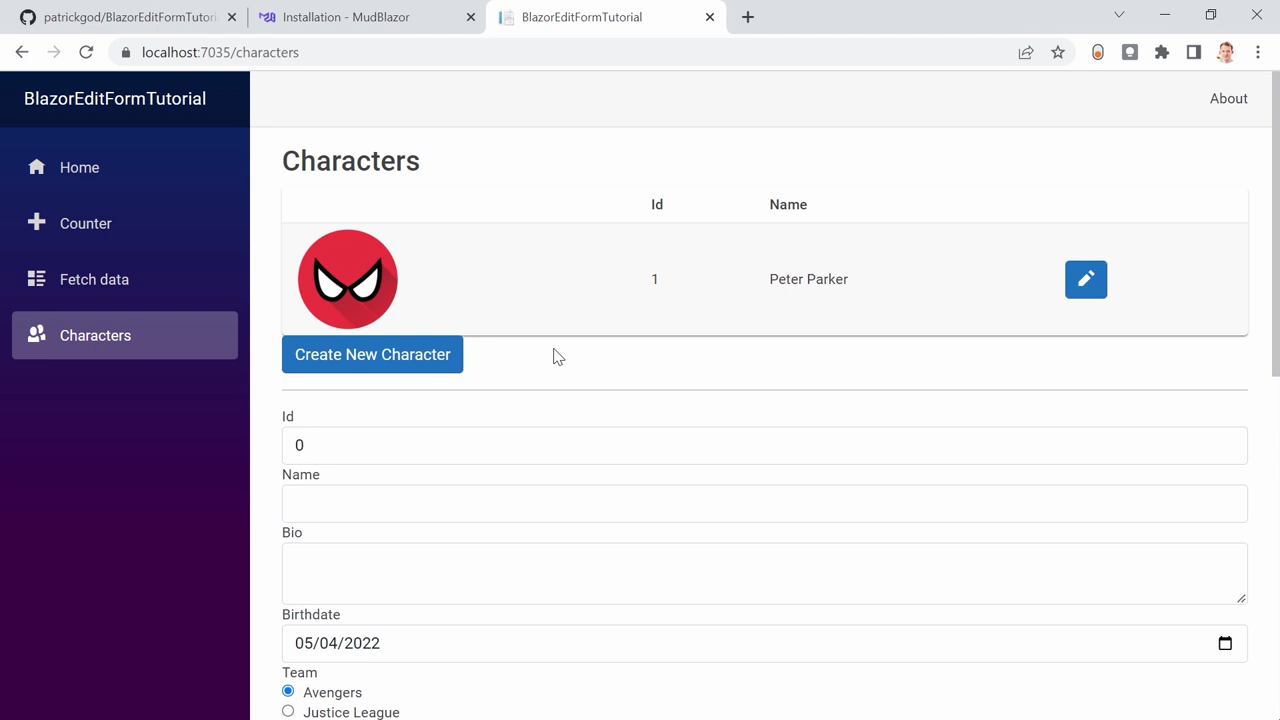 patrickgod/BlazorEditFormTutori
Installation - MudBlazor
BlazorEditFormTutorial
localhost:7035/characters
BlazorEditFormTutorial
About
Home
Counter
Fetch data
Characters
Characters
Id Name
1 Peter Parker
Create New Character
Id
0
Name
Bio
Birthdate
05/04/2022
Team
Avengers
Justice League